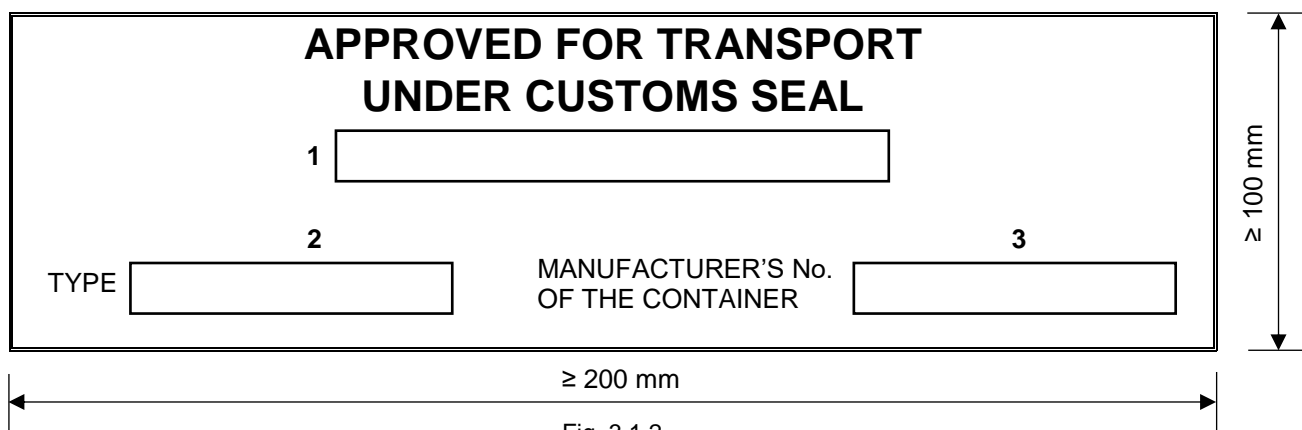 APPROVED FOR TRANSPORT
UNDER CUSTOMS SEAL
1
2
3
TYPE
MANUFACTURER'S No.
OF THE CONTAINER
≥ 100 mm
≥ 200 mm